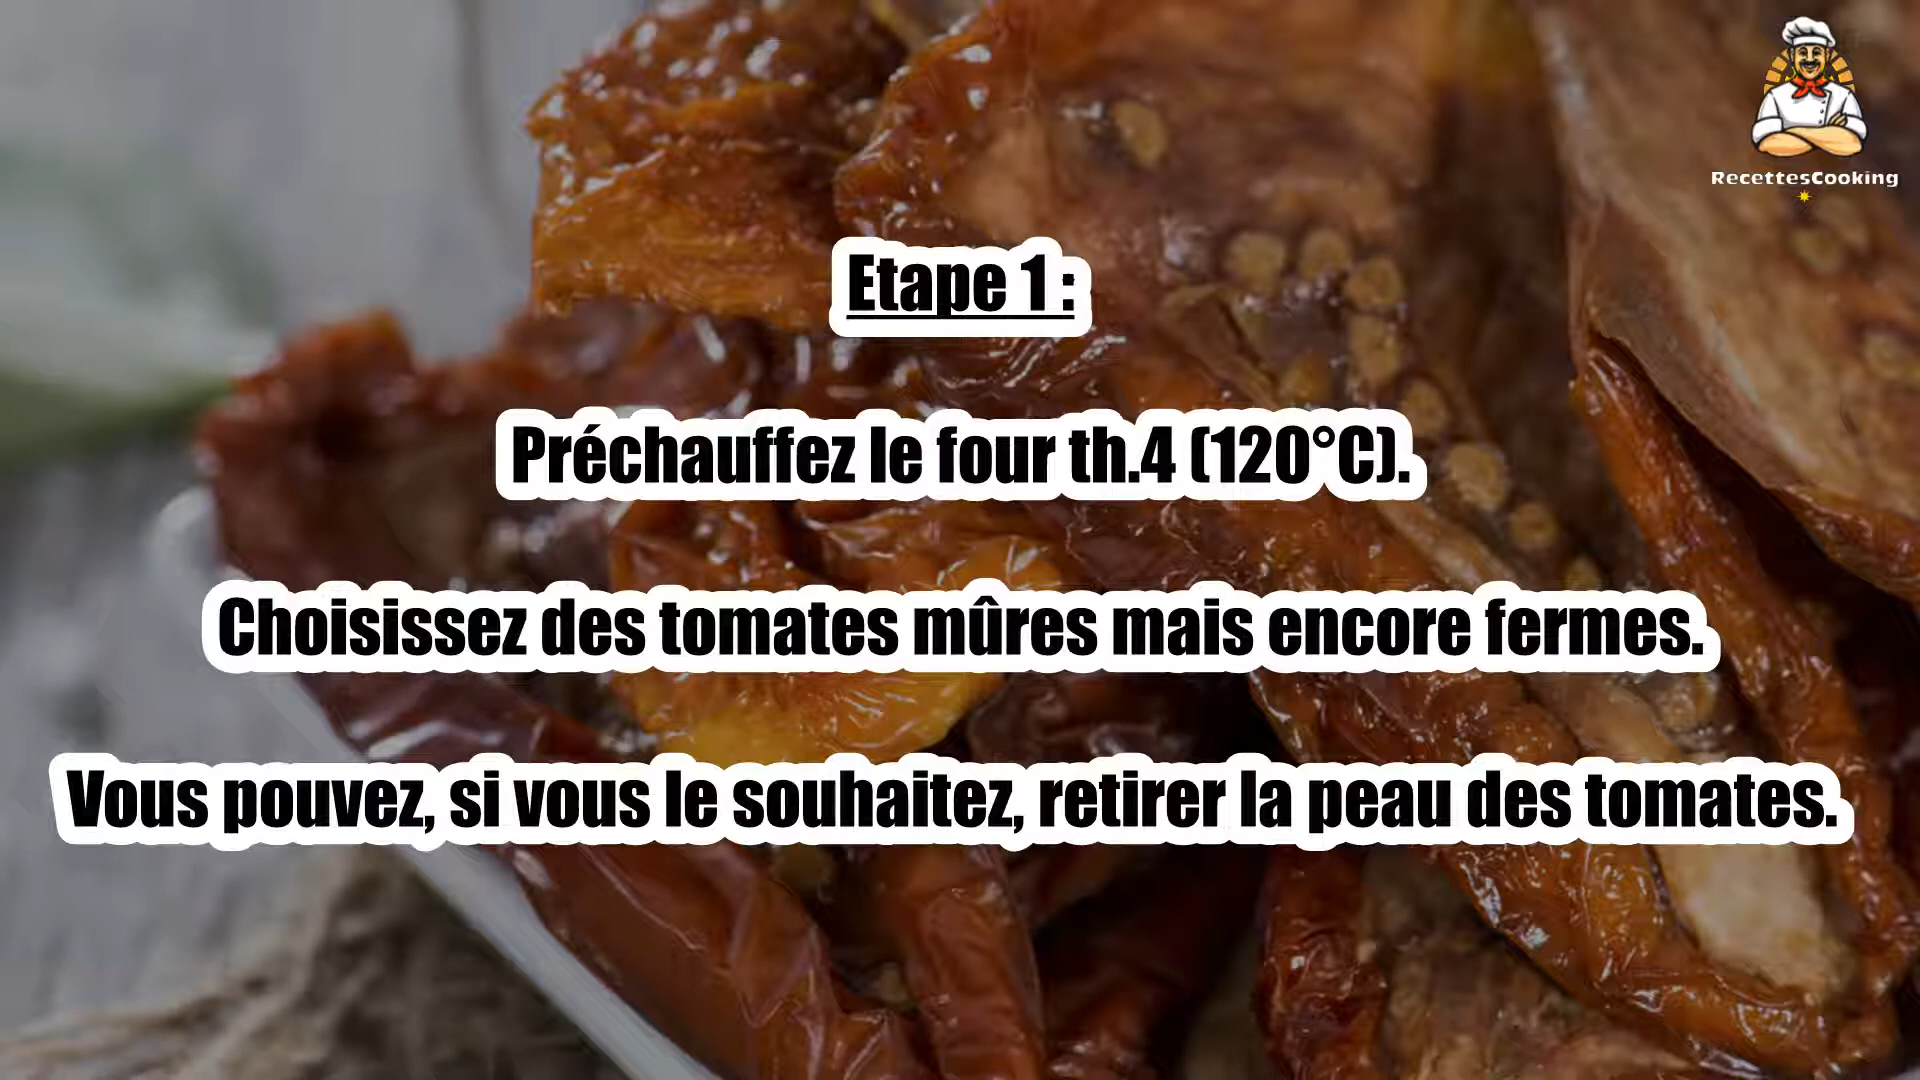 RecettesCooking
Etape 1 :
Préchauffez le four th.4 (120°C).
Choisissez des tomates mûres mais encore fermes.
Vous pouvez, si vous le souhaitez, retirer la peau des tomates.